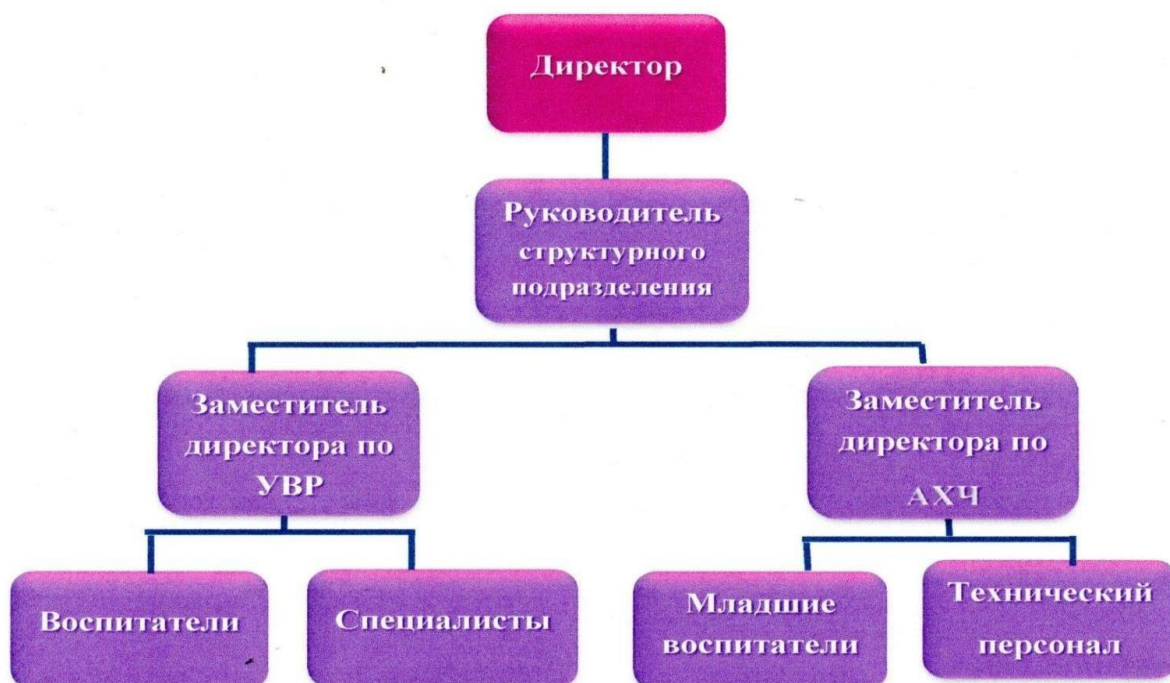 Директор
Руководитель
структурного
подразделения
Заместитель
директора по
УВР
Заместитель
директора по
АХЧ
Воспитатели
Специалисты
Младшие
воспитатели
Технический
персонал